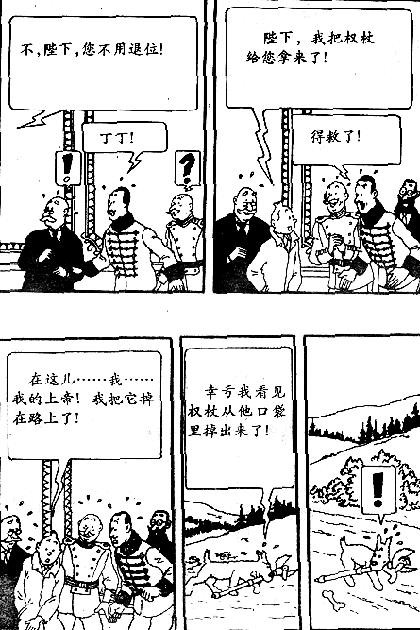 不,陛下,您不用退位!
丁丁!
!
?
陛下, 我把权杖
给您拿来了!
得救了!
在这儿……我……
我的上帝! 我把它掉
在路上了!
幸亏我看见
权杖从他口袋
里掉出来了!
!